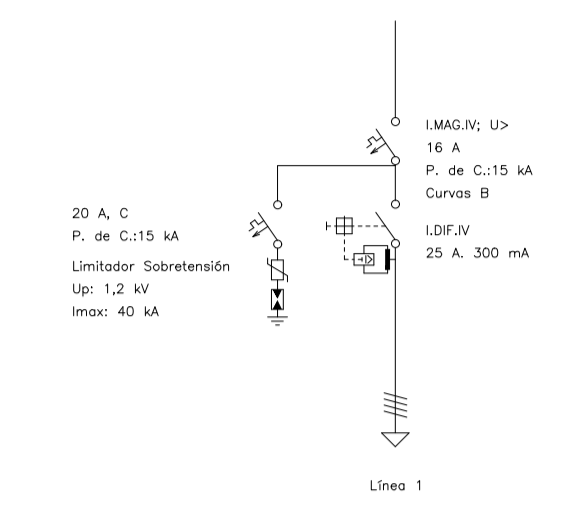 I.MAG.IV; U>
16 A
P. de C.:15 kA
Curvas B
20 A, C
P. de C.:15 kA
Limitador Sobretensión
Up: 1,2 kV
Imax: 40 kA
I.DIF.IV
25 A. 300 mA
Línea 1